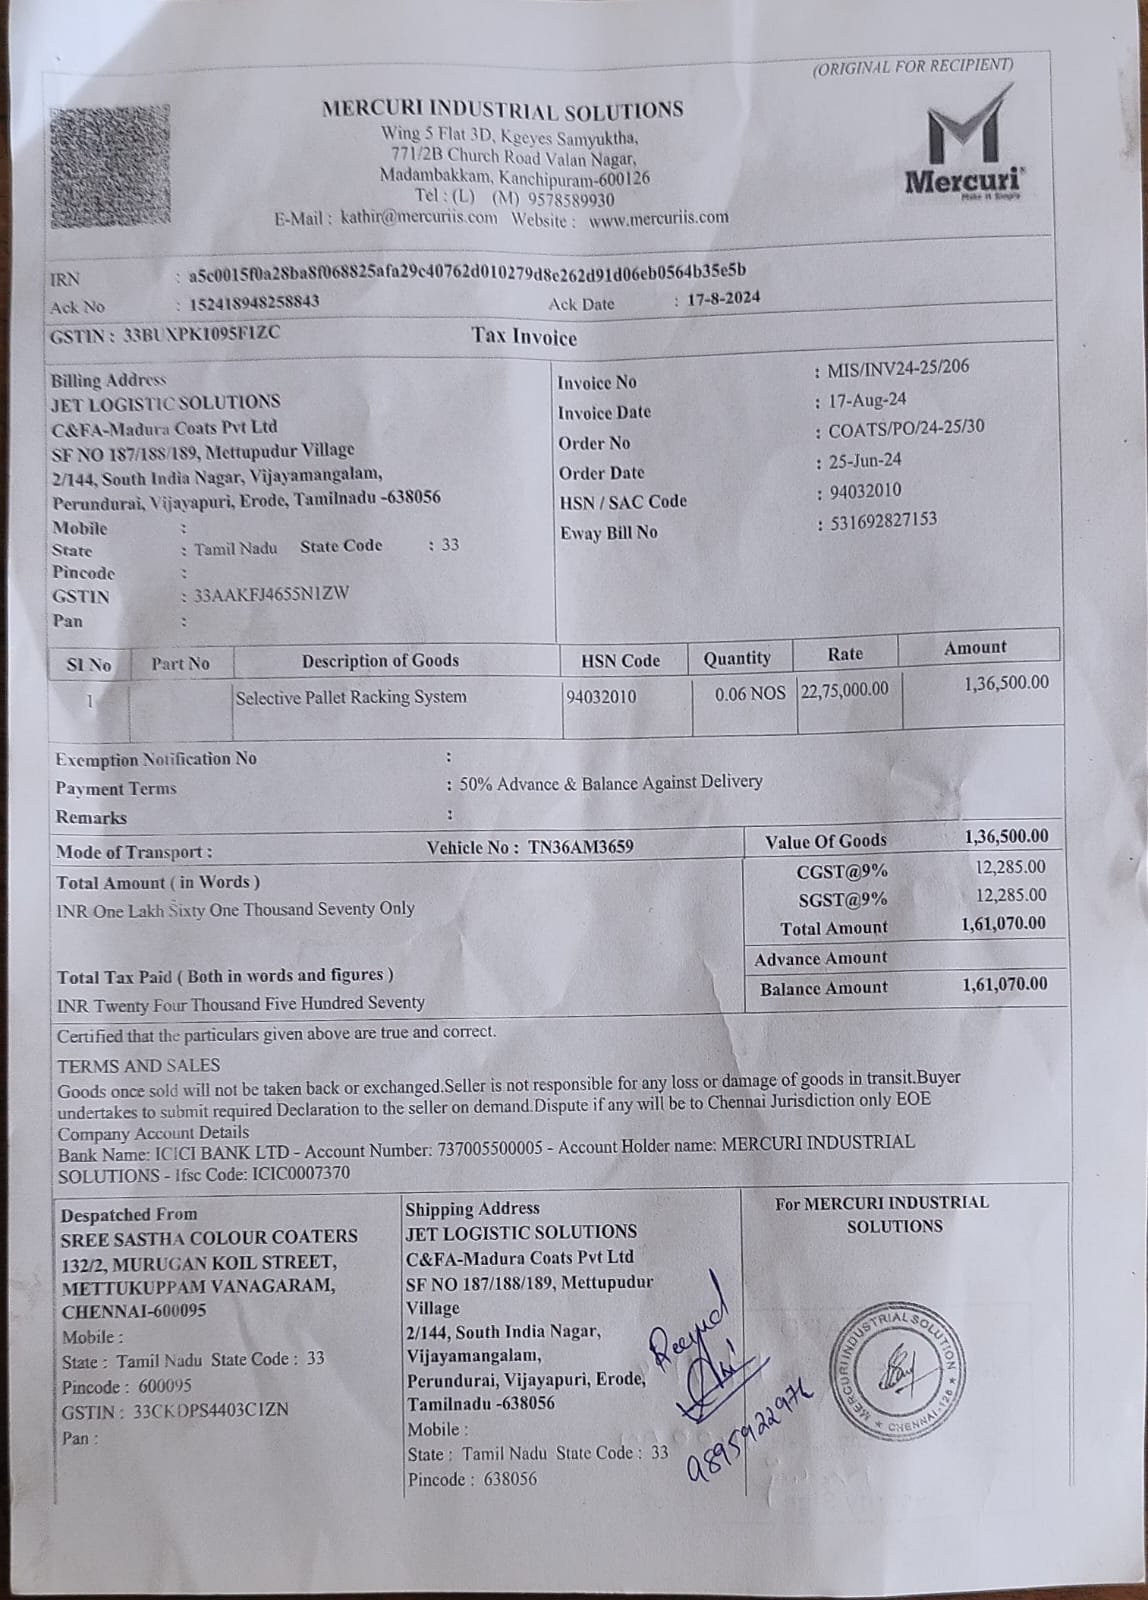 (ORIGINAL FOR RECIPIENT)
MERCURI INDUSTRIAL SOLUTIONS
Wing 5 Flat 3D, Kgeyes Samyuktha,
771/2B Church Road Valan Nagar,
Madambakkam, Kanchipuram-600126
Tel : (L) (M) 9578589930
E-Mail : kathir@mercuriis.com Website : www.mercuriis.com
Mercuri
Make it Simple
IRN : a5c0015f0a28ba8f068825afa29c40762d010279d8e262d91d06eb0564b35e5b
Ack No : 152418948258843 Ack Date : 17-8-2024
GSTIN : 33BUXPK1095F1ZC Tax Invoice
Billing Address
JET LOGISTIC SOLUTIONS
C&FA-Madura Coats Pvt Ltd
SF NO 187/188/189, Mettupudur Village
2/144, South India Nagar, Vijayamangalam,
Perundurai, Vijayapuri, Erode, Tamilnadu -638056
Mobile :
State : Tamil Nadu State Code : 33
Pincode :
GSTIN : 33AAKFJ4655N1ZW
Pan :
Invoice No : MIS/INV24-25/206
Invoice Date : 17-Aug-24
Order No : COATS/PO/24-25/30
Order Date : 25-Jun-24
HSN / SAC Code : 94032010
Eway Bill No : 531692827153
Sl No Part No Description of Goods HSN Code Quantity Rate Amount
1 Selective Pallet Racking System 94032010 0.06 NOS 22,75,000.00 1,36,500.00
Exemption Notification No :
Payment Terms : 50% Advance & Balance Against Delivery
Remarks :
Mode of Transport : Vehicle No : TN36AM3659
Total Amount ( in Words )
INR One Lakh Sixty One Thousand Seventy Only
Total Tax Paid ( Both in words and figures )
INR Twenty Four Thousand Five Hundred Seventy
Value Of Goods 1,36,500.00
CGST@9% 12,285.00
SGST@9% 12,285.00
Total Amount 1,61,070.00
Advance Amount
Balance Amount 1,61,070.00
Certified that the particulars given above are true and correct.
TERMS AND SALES
Goods once sold will not be taken back or exchanged.Seller is not responsible for any loss or damage of goods in transit.Buyer
undertakes to submit required Declaration to the seller on demand.Dispute if any will be to Chennai Jurisdiction only EOE
Company Account Details
Bank Name: ICICI BANK LTD - Account Number: 737005500005 - Account Holder name: MERCURI INDUSTRIAL
SOLUTIONS - Ifsc Code: ICIC0007370
Despatched From
SREE SASTHA COLOUR COATERS
132/2, MURUGAN KOIL STREET,
METTUKUPPAM VANAGARAM,
CHENNAI-600095
Mobile :
State : Tamil Nadu State Code : 33
Pincode : 600095
GSTIN : 33CKDPS4403C1ZN
Pan :
Shipping Address
JET LOGISTIC SOLUTIONS
C&FA-Madura Coats Pvt Ltd
SF NO 187/188/189, Mettupudur
Village
2/144, South India Nagar,
Vijayamangalam,
Perundurai, Vijayapuri, Erode,
Tamilnadu -638056
Mobile :
State : Tamil Nadu State Code : 33
Pincode : 638056
For MERCURI INDUSTRIAL
SOLUTIONS
MERCURI INDUSTRIAL SOLUTION
CHENNAI-126